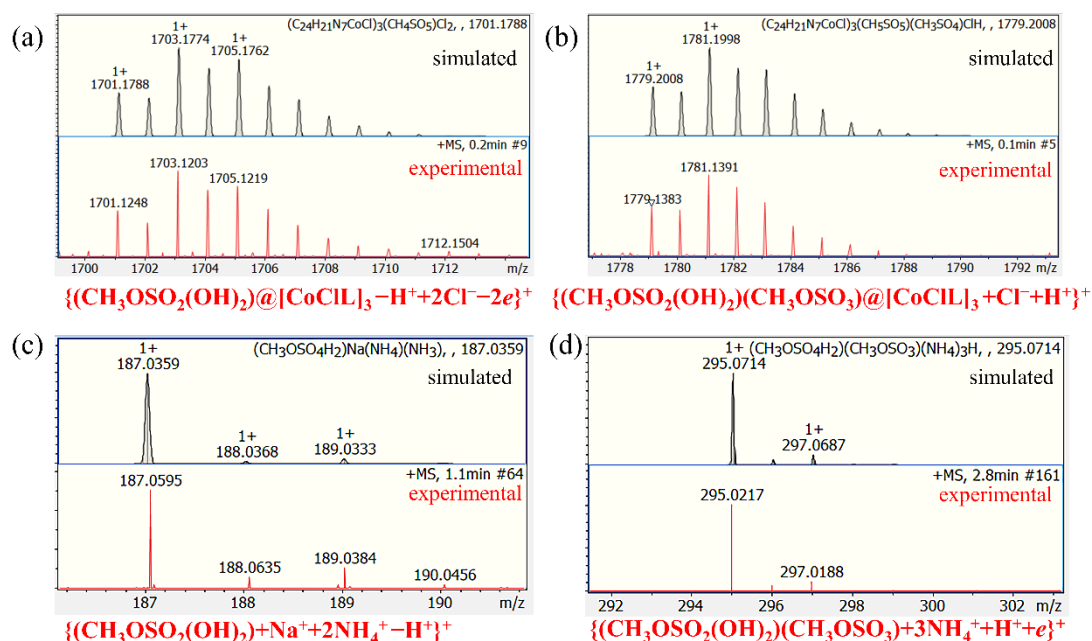 (a)
(C24H21N7CoCl)3(CH4SO5)Cl2, , 1701.1788
simulated
1+
1703.1774
1+
1705.1762
1+
1701.1788
+MS, 0.2min #9
experimental
1703.1203
1705.1219
1701.1248
1712.1504
1700 1702 1704 1706 1708 1710 1712 m/z
{(CH₃OSO₂(OH)₂)@[CoClL]₃−H⁺+2Cl⁻−2e}⁺
(b)
(C24H21N7CoCl)3(CH5SO5)(CH3SO4)ClH, , 1779.2008
simulated
1+
1781.1998
1+
1779.2008
+MS, 0.1min #5
experimental
1781.1391
1779.1383
1778 1780 1782 1784 1786 1788 1790 1792 m/z
{(CH₃OSO₂(OH)₂)(CH₃OSO₃)@[CoClL]₃+Cl⁻+H⁺}⁺
(c)
(CH3OSO4H2)Na(NH4)(NH3), , 187.0359
simulated
1+
187.0359
1+
188.0368
1+
189.0333
+MS, 1.1min #64
experimental
187.0595
188.0635
189.0384
190.0456
187 188 189 190 m/z
{(CH₃OSO₂(OH)₂)+Na⁺+2NH₄⁺−H⁺}⁺
(d)
1+ (CH3OSO4H2)(CH3OSO3)(NH4)3H, , 295.0714
295.0714
simulated
1+
297.0687
+MS, 2.8min #161
experimental
295.0217
297.0188
292 294 296 298 300 302 m/z
{(CH₃OSO₂(OH)₂)(CH₃OSO₃)+3NH₄⁺+H⁺+e}⁺